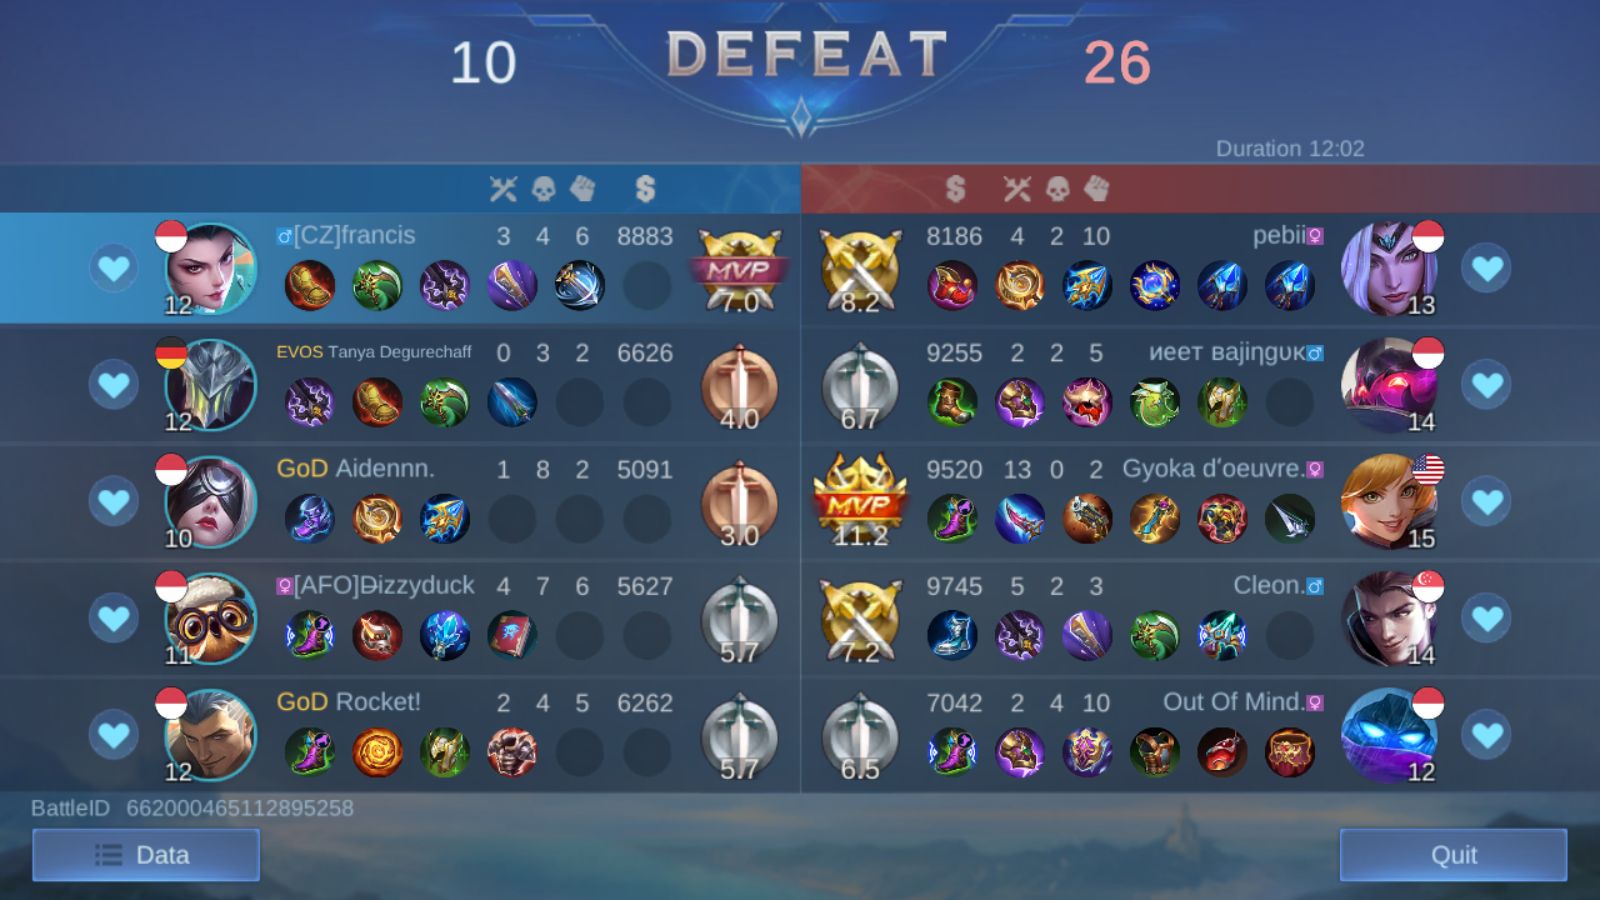 10 DEFEAT 26
Duration 12:02
[CZ]francis 3 4 6 8883 MVP 7.0 12
8.2 8186 4 2 10 pebii 13
EVOS Tanya Degurechaff 0 3 2 6626 4.0 12
6.7 9255 2 2 5 иеет вajiŋgυĸ 14
GoD Aidennn. 1 8 2 5091 3.0 10
MVP 11.2 9520 13 0 2 Gyoka d'oeuvre. 15
[AFO]Đizzyduck 4 7 6 5627 5.7 11
7.2 9745 5 2 3 Cleon. 14
GoD Rocket! 2 4 5 6262 5.7 12
6.5 7042 2 4 10 Out Of Mind. 12
BattleID 662000465112895258
Data Quit